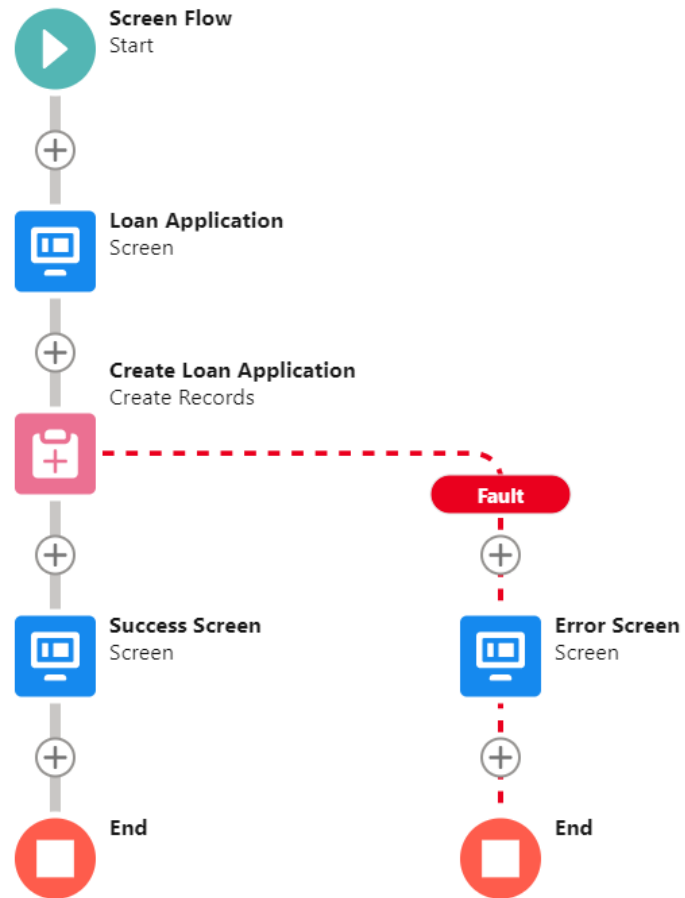 Screen Flow
Start
Loan Application
Screen
Create Loan Application
Create Records
Fault
Success Screen
Screen
Error Screen
Screen
End
End